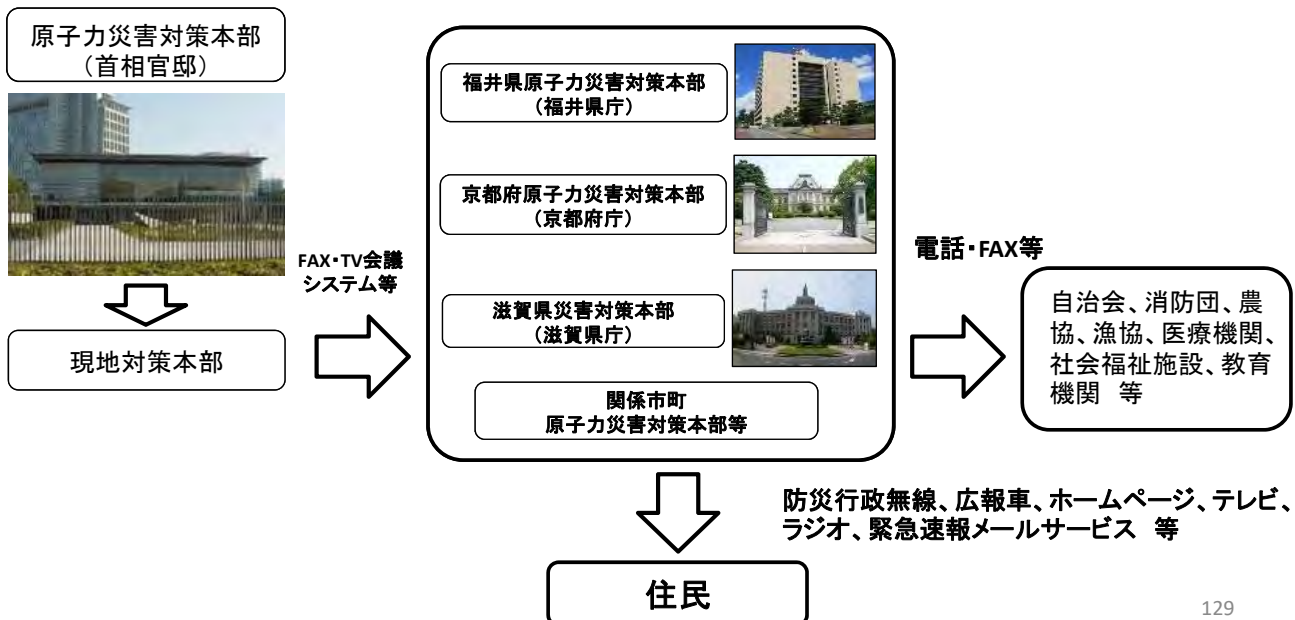 原子力災害対策本部
（首相官邸）
現地対策本部
FAX・TV会議
システム等
福井県原子力災害対策本部
（福井県庁）
京都府原子力災害対策本部
（京都府庁）
滋賀県災害対策本部
（滋賀県庁）
関係市町
原子力災害対策本部等
電話・FAX等
自治会、消防団、農
協、漁協、医療機関、
社会福祉施設、教育
機関　等
防災行政無線、広報車、ホームページ、テレビ、
ラジオ、緊急速報メールサービス　等
住民
129